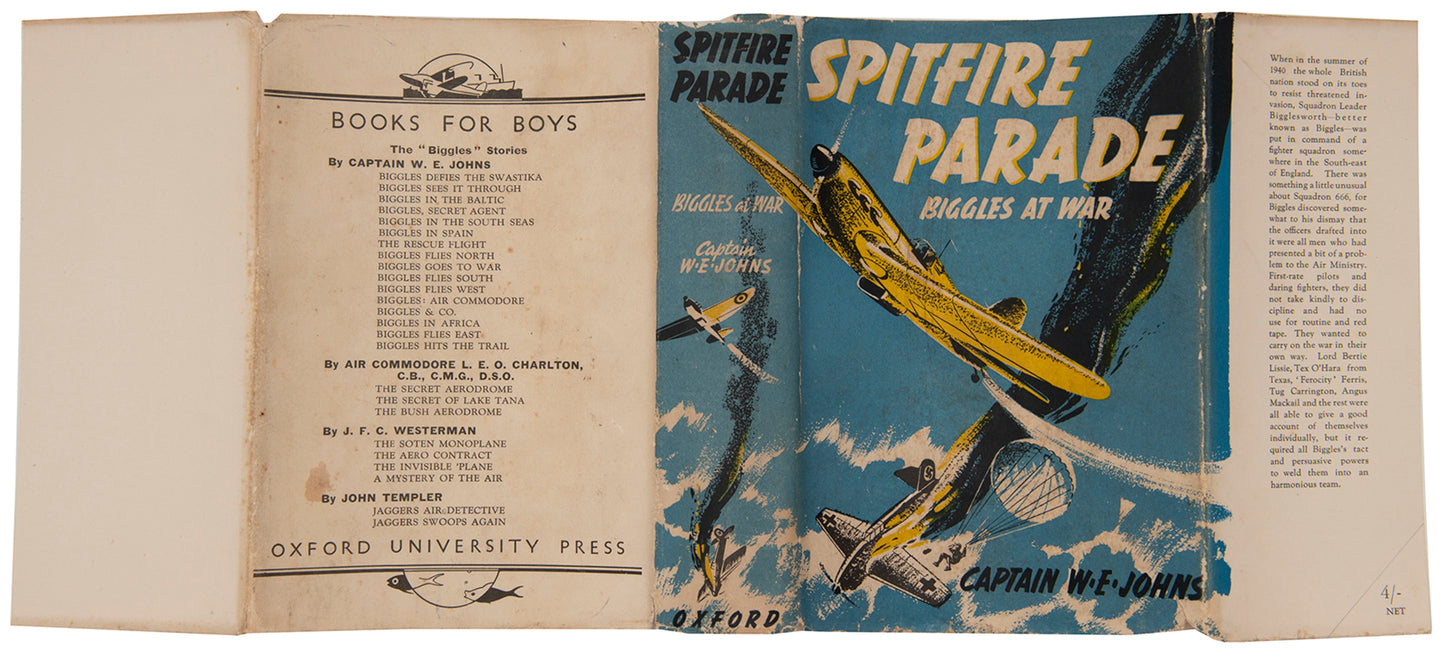 BOOKS FOR BOYS
The "Biggles" Stories
By CAPTAIN W. E. JOHNS
BIGGLES DEFIES THE SWASTIKA
BIGGLES SEES IT THROUGH
BIGGLES IN THE BALTIC
BIGGLES, SECRET AGENT
BIGGLES IN THE SOUTH SEAS
BIGGLES IN SPAIN
THE RESCUE FLIGHT
BIGGLES FLIES NORTH
BIGGLES GOES TO WAR
BIGGLES FLIES SOUTH
BIGGLES FLIES WEST
BIGGLES: AIR COMMODORE
BIGGLES & CO.
BIGGLES IN AFRICA
BIGGLES FLIES EAST
BIGGLES HITS THE TRAIL
By AIR COMMODORE L. E. O. CHARLTON,
C.B., C.M.G., D.S.O.
THE SECRET AERODROME
THE SECRET OF LAKE TANA
THE BUSH AERODROME
By J. F. C. WESTERMAN
THE SOTEN MONOPLANE
THE AERO CONTRACT
THE INVISIBLE 'PLANE
A MYSTERY OF THE AIR
By JOHN TEMPLER
JAGGERS AIR DETECTIVE
JAGGERS SWOOPS AGAIN
OXFORD UNIVERSITY PRESS
SPITFIRE
PARADE
BIGGLES at WAR
Captain
W·E·JOHNS
OXFORD
SPITFIRE
PARADE
BIGGLES AT WAR
CAPTAIN W·E·JOHNS
When in the summer of
1940 the whole British
nation stood on its toes
to resist threatened in-
vasion, Squadron Leader
Bigglesworth—better
known as Biggles—was
put in command of a
fighter squadron some-
where in the South-east
of England. There was
something a little unusual
about Squadron 666, for
Biggles discovered some-
what to his dismay that
the officers drafted into
it were all men who had
presented a bit of a pro-
blem to the Air Ministry.
First-rate pilots and
daring fighters, they did
not take kindly to dis-
cipline and had no
use for routine and red
tape. They wanted to
carry on the war in their
own way. Lord Bertie
Lissie, Tex O'Hara from
Texas, 'Ferocity' Ferris,
Tug Carrington, Angus
Mackail and the rest were
all able to give a good
account of themselves
individually, but it re-
quired all Biggles's tact
and persuasive powers
to weld them into an
harmonious team.
4/-
NET